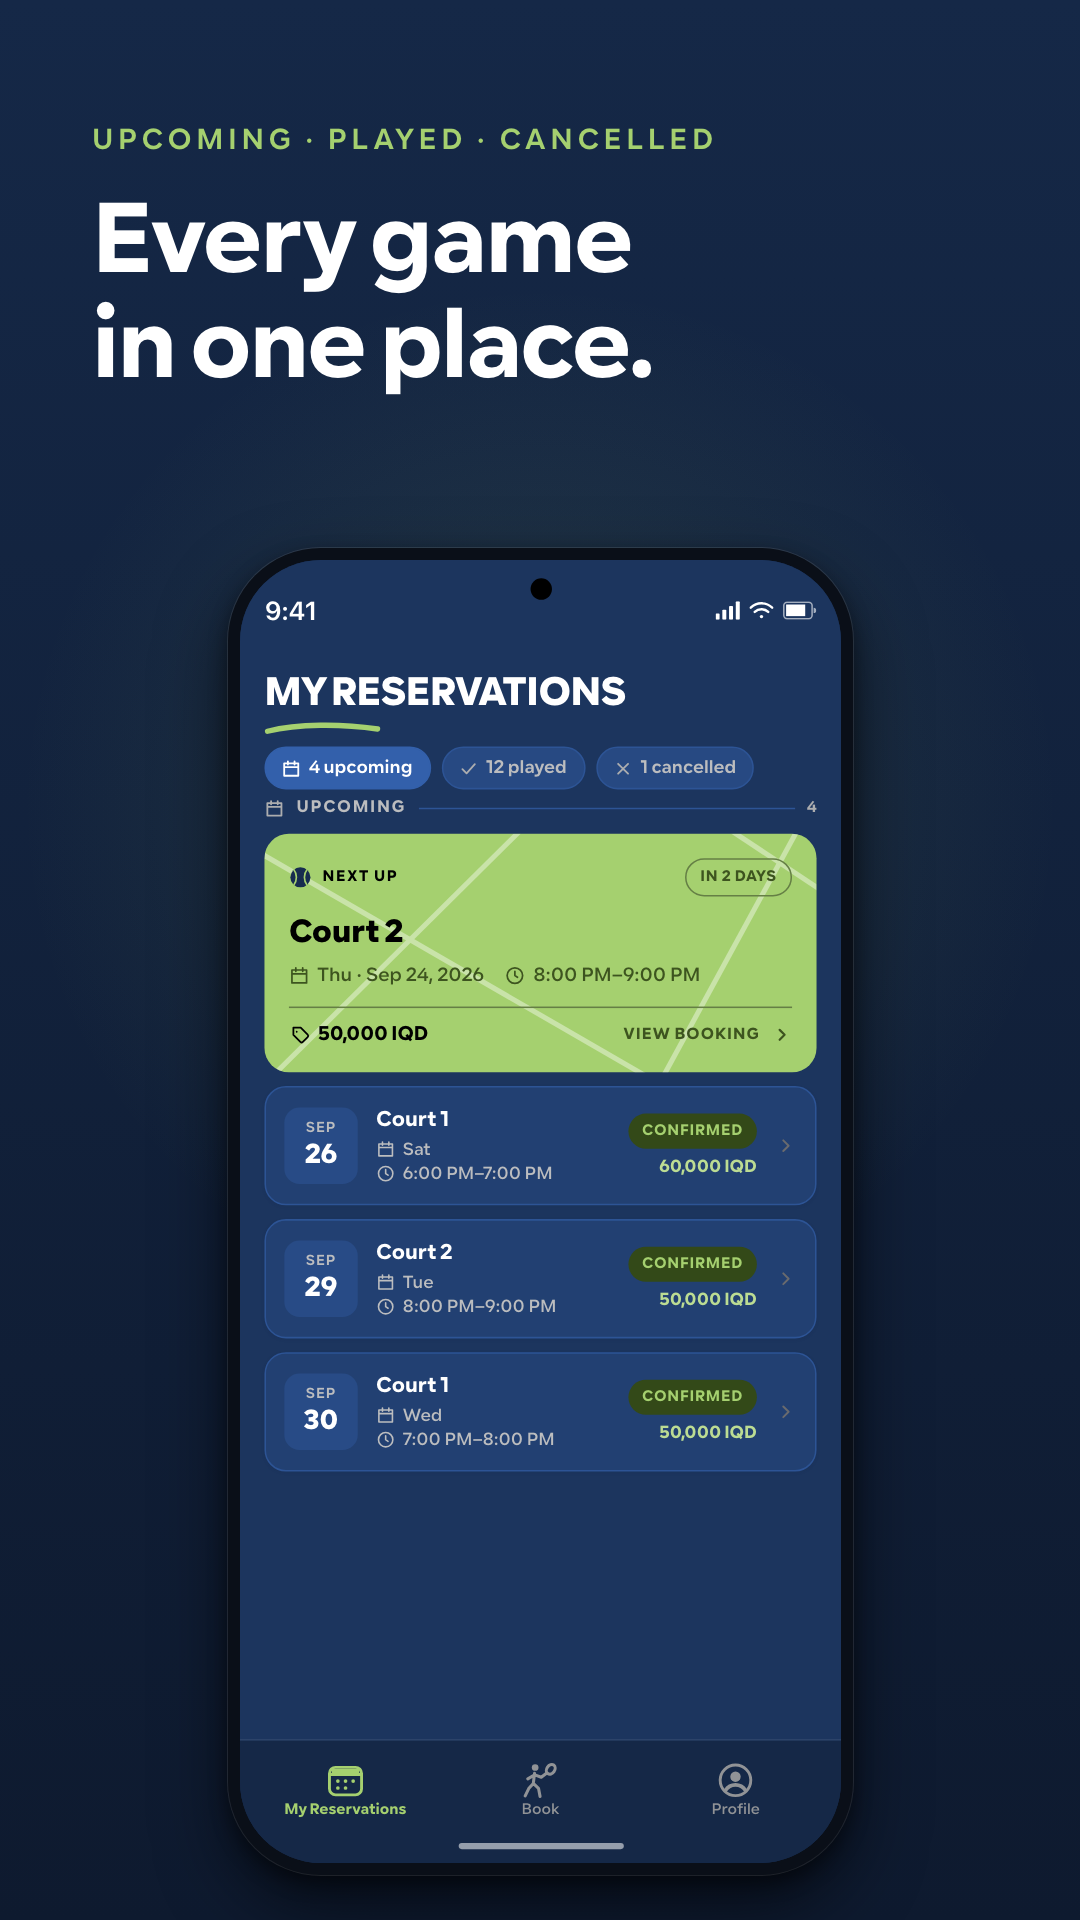 UPCOMING · PLAYED · CANCELLED
Every game
in one place.
9:41
MY RESERVATIONS
4 upcoming
12 played
1 cancelled
UPCOMING
4
NEXT UP
IN 2 DAYS
Court 2
Thu · Sep 24, 2026
8:00 PM–9:00 PM
50,000 IQD
VIEW BOOKING
SEP
26
Court 1
Sat
6:00 PM–7:00 PM
CONFIRMED
60,000 IQD
SEP
29
Court 2
Tue
8:00 PM–9:00 PM
CONFIRMED
50,000 IQD
SEP
30
Court 1
Wed
7:00 PM–8:00 PM
CONFIRMED
50,000 IQD
My Reservations
Book
Profile